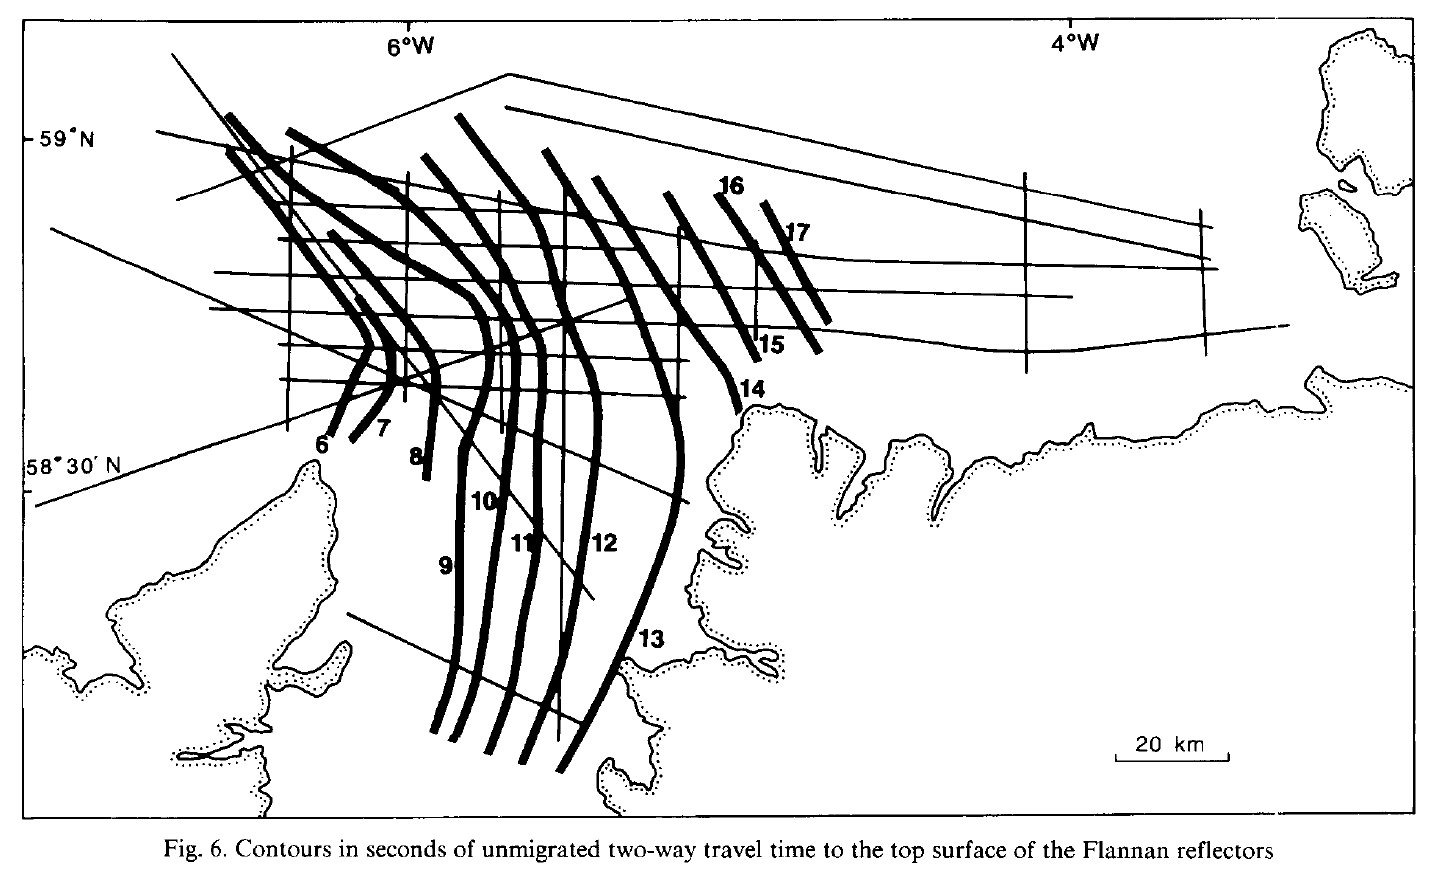 6°W
4°W
59°N
16
17
15
14
6
7
8
58°30′N
10
11
12
9
13
20 km
Fig. 6. Contours in seconds of unmigrated two-way travel time to the top surface of the Flannan reflectors